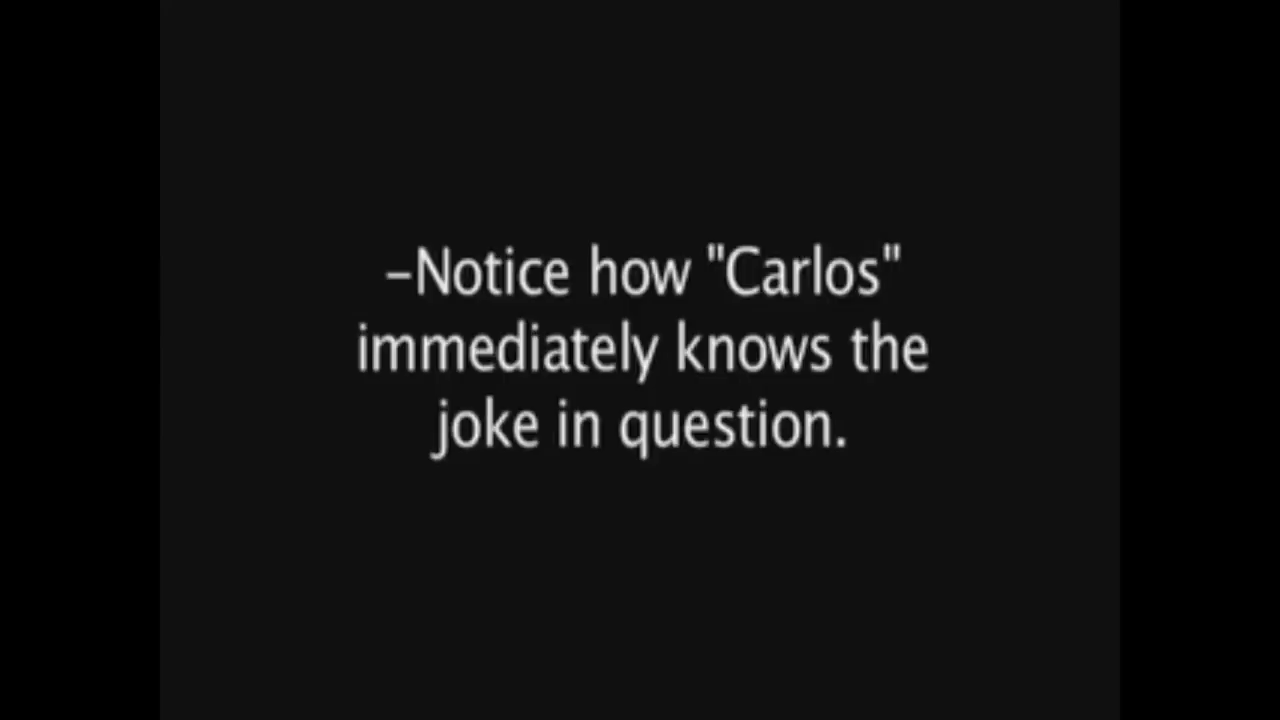 –Notice how "Carlos"
immediately knows the
joke in question.